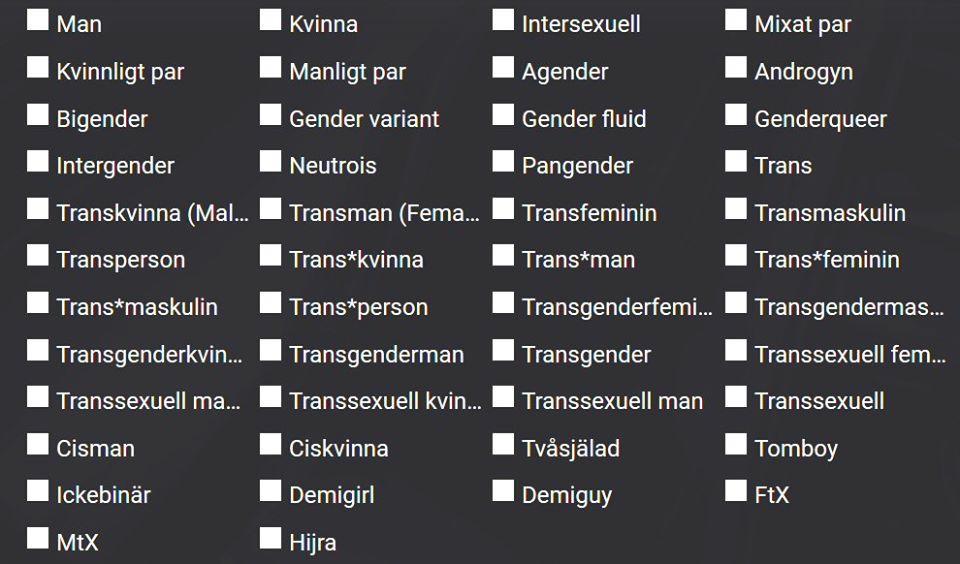 Man Kvinna Intersexuell Mixat par
Kvinnligt par Manligt par Agender Androgyn
Bigender Gender variant Gender fluid Genderqueer
Intergender Neutrois Pangender Trans
Transkvinna (Mal... Transman (Fema... Transfeminin Transmaskulin
Transperson Trans*kvinna Trans*man Trans*feminin
Trans*maskulin Trans*person Transgenderfemi... Transgendermas...
Transgenderkvin... Transgenderman Transgender Transsexuell fem...
Transsexuell ma... Transsexuell kvin... Transsexuell man Transsexuell
Cisman Ciskvinna Tvåsjälad Tomboy
Ickebinär Demigirl Demiguy FtX
MtX Hijra